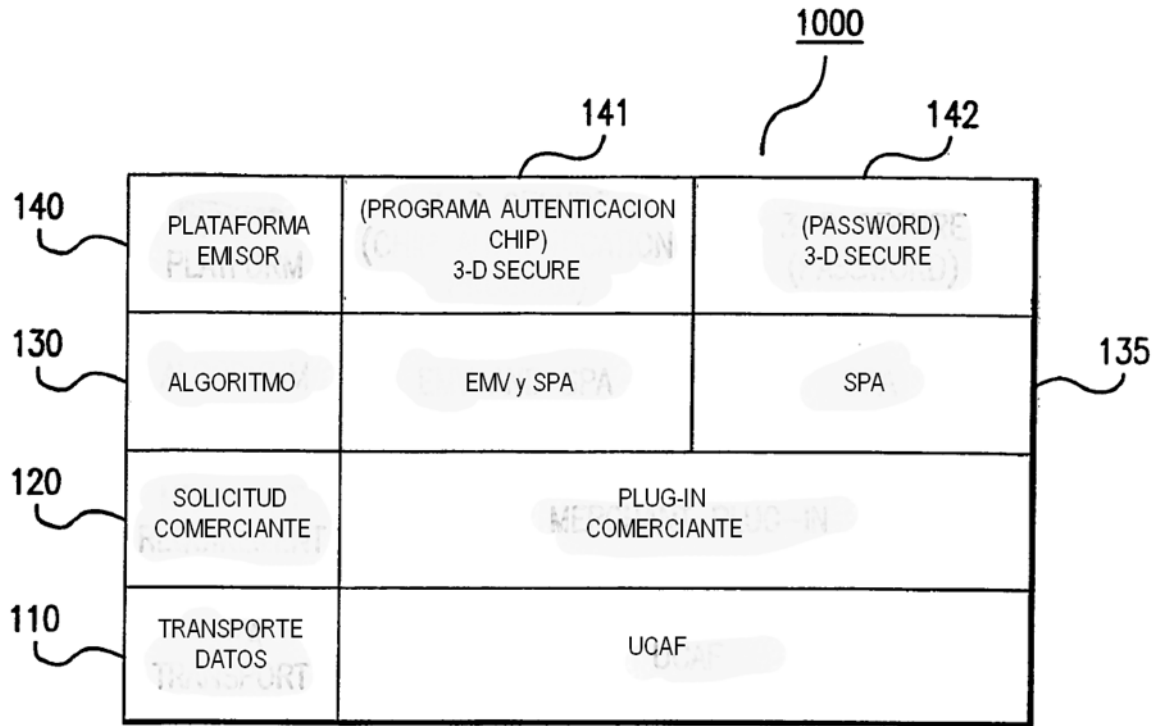 1000
141
142
140
PLATAFORMA
EMISOR
(PROGRAMA AUTENTICACION
CHIP)
3-D SECURE
(PASSWORD)
3-D SECURE
130
ALGORITMO
EMV y SPA
SPA
135
120
SOLICITUD
COMERCIANTE
PLUG-IN
COMERCIANTE
110
TRANSPORTE
DATOS
UCAF